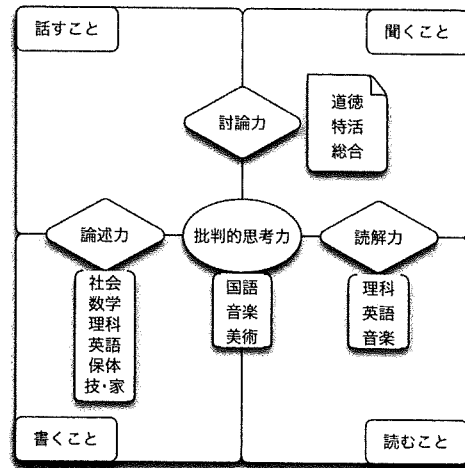 話すこと
聞くこと
討論力
道徳
特活
総合
論述力
批判的思考力
読解力
社会
数学
理科
英語
保体
技・家
国語
音楽
美術
理科
英語
音楽
書くこと
読むこと